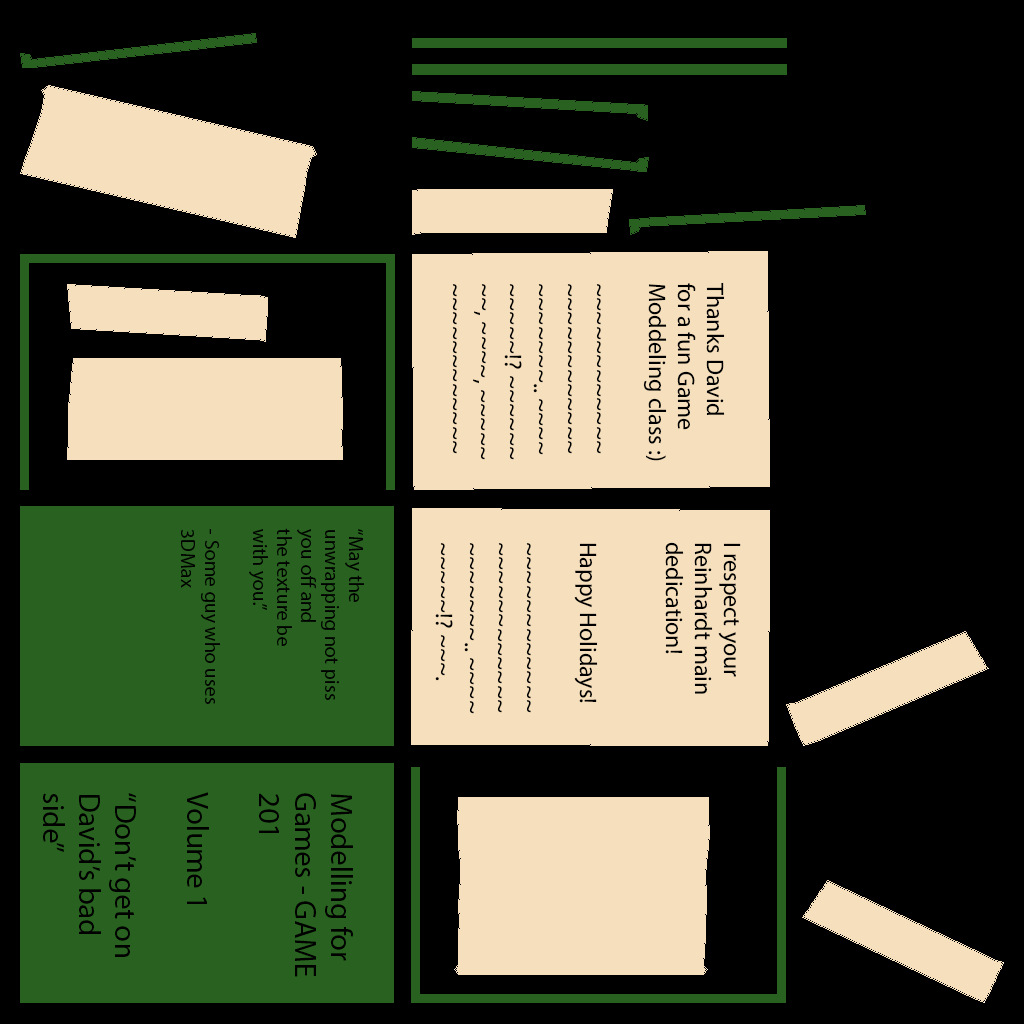 Thanks David
for a fun Game
Moddeling class :)
~~~~~~~~~~~~~
~~~~~~~~~~~~~
~~~~~~~.. ~~~~~
~~~~~!? ~~~~~~
~~, ~~~~, ~~~~~~
~~~~~~~~~~~~~
“May the
unwrapping not piss
you off and
the texture be
with you.”
- Some guy who uses
3DMax
I respect your
Reinhardt main
dedication!
Happy Holidays!
~~~~~~~~~~~~~
~~~~~~~~~~~~~
~~~~~~~.. ~~~~~
~~~~~!? ~~~.
Modelling for
Games - GAME
201
Volume 1
“Don’t get on
David’s bad
side”